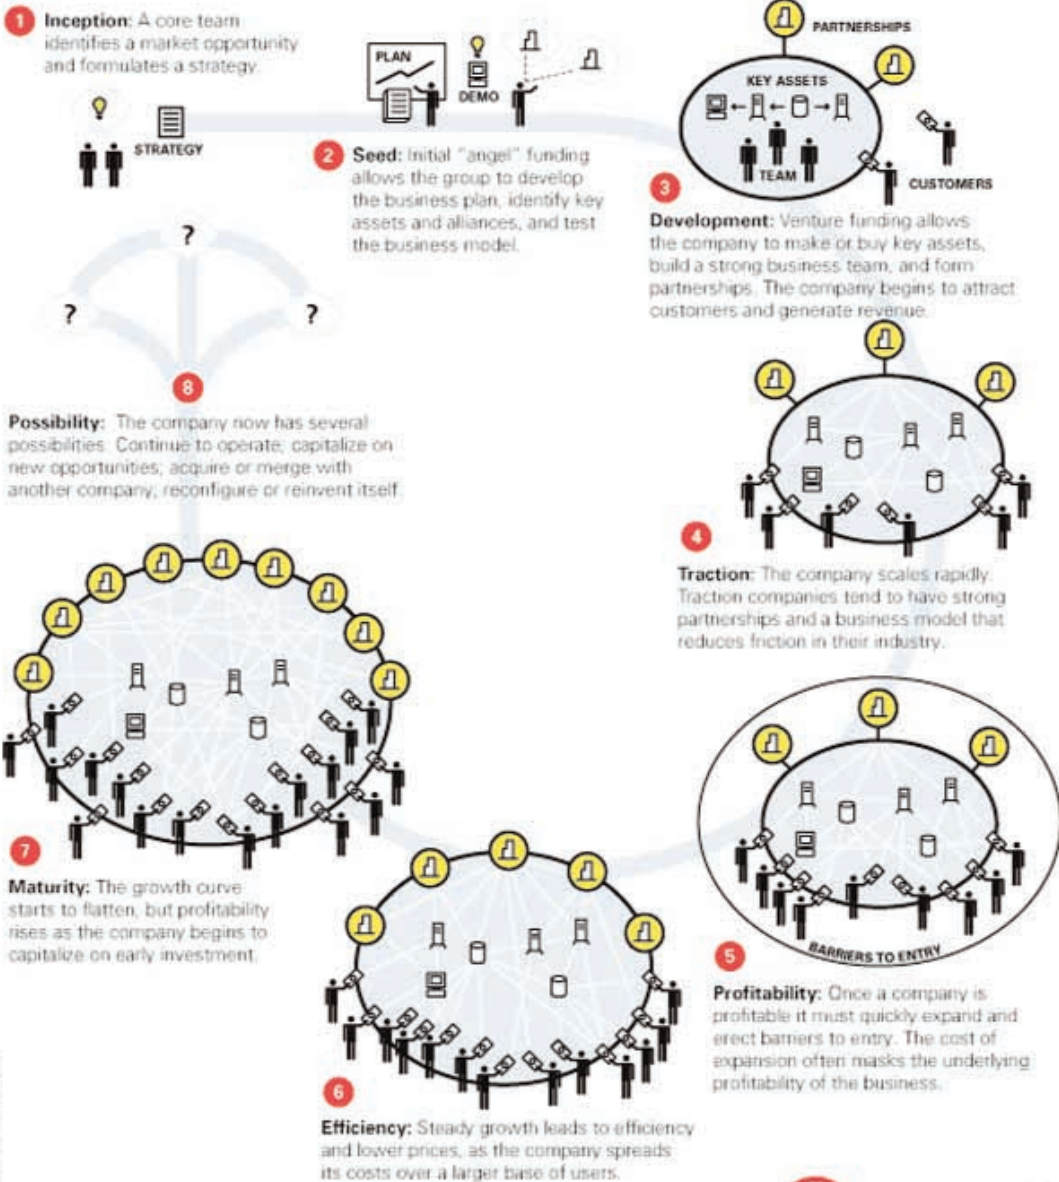 1 Inception: A core team
identifies a market opportunity
and formulates a strategy.
STRATEGY
PLAN
DEMO
2 Seed: Initial "angel" funding
allows the group to develop
the business plan, identify key
assets and alliances, and test
the business model.
PARTNERSHIPS
KEY ASSETS
TEAM
CUSTOMERS
3
Development: Venture funding allows
the company to make or buy key assets,
build a strong business team, and form
partnerships. The company begins to attract
customers and generate revenue.
4
Traction: The company scales rapidly.
Traction companies tend to have strong
partnerships and a business model that
reduces friction in their industry.
BARRIERS TO ENTRY
5
Profitability: Once a company is
profitable it must quickly expand and
erect barriers to entry. The cost of
expansion often masks the underlying
profitability of the business.
6
Efficiency: Steady growth leads to efficiency
and lower prices, as the company spreads
its costs over a larger base of users.
7
Maturity: The growth curve
starts to flatten, but profitability
rises as the company begins to
capitalize on early investment.
?
? ?
8
Possibility: The company now has several
possibilities: Continue to operate; capitalize on
new opportunities; acquire or merge with
another company; reconfigure or reinvent itself.